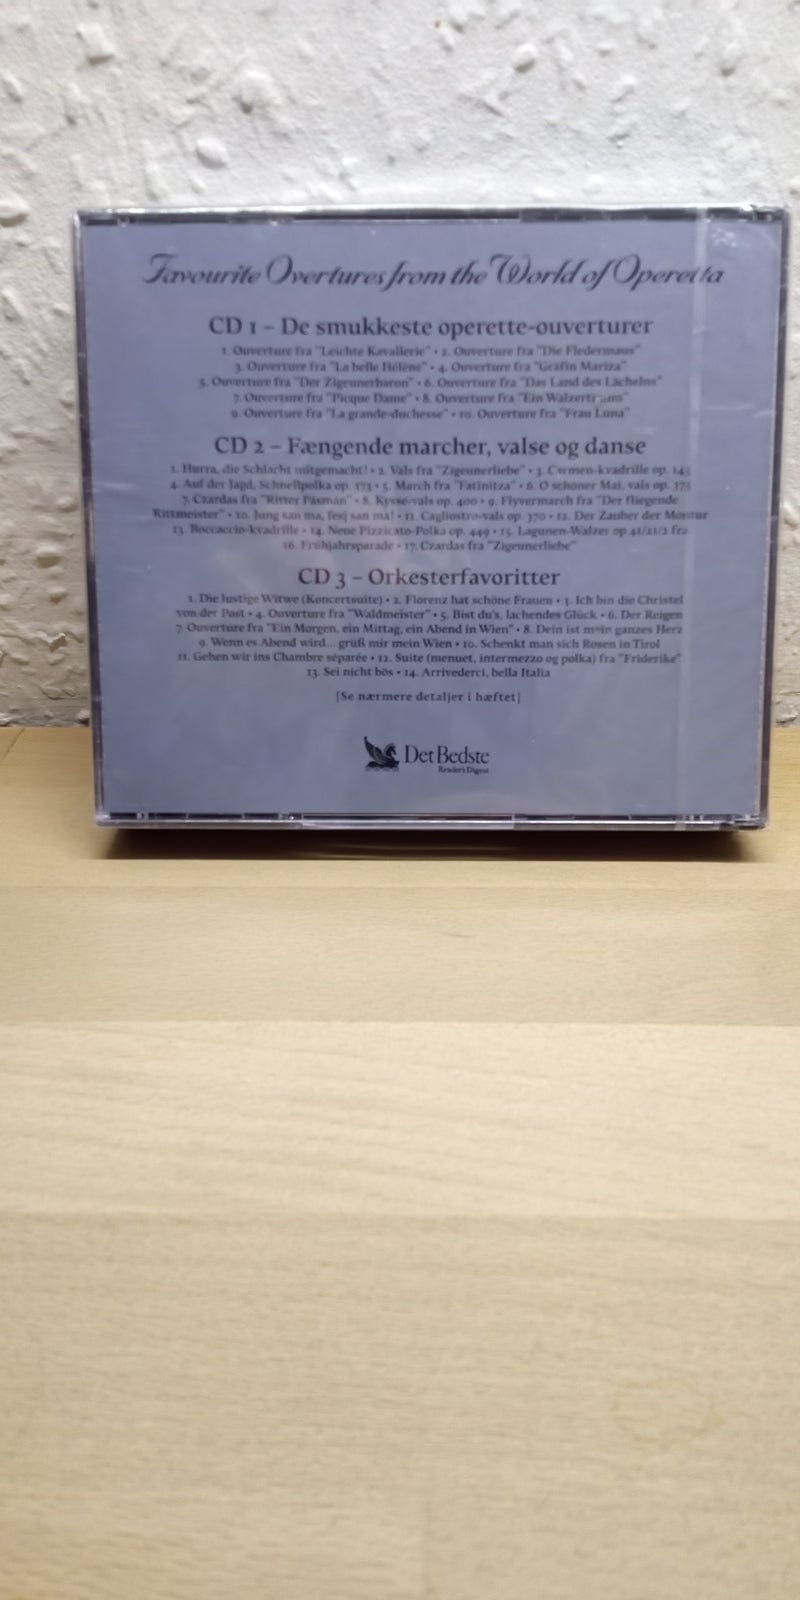 Favourite Overtures from the World of Operetta
CD 1 – De smukkeste operette-ouverturer
1. Ouverture fra "Leichte Kavallerie" • 2. Ouverture fra "Die Fledermaus"
3. Ouverture fra "La belle Hélène" • 4. Ouverture fra "Gräfin Mariza"
5. Ouverture fra "Der Zigeunerbaron" • 6. Ouverture fra "Das Land des Lächelns"
7. Ouverture fra "Picque Dame" • 8. Ouverture fra "Ein Walzertraum"
9. Ouverture fra "La grande-duchesse" • 10. Ouverture fra "Frau Luna"
CD 2 – Fængende marcher, valse og danse
1. Hurra, die Schlacht mitgemacht! • 2. Vals fra "Zigeunerliebe" • 3. Carmen-kvadrille op. 143
4. Auf der Jagd, Schnellpolka op. 373 • 5. March fra "Fatinitza" • 6. O schöner Mai, vals op. 375
7. Czardas fra "Ritter Pásmán" • 8. Kysse-vals op. 400 • 9. Flyvermarch fra "Der fliegende
Rittmeister" • 10. Jung san ma, fesj san ma! • 11. Cagliostro-vals op. 370 • 12. Der Zauber der Montur
13. Boccaccio-kvadrille • 14. Neue Pizzicato-Polka op. 449 • 15. Lagunen-Walzer op 411
16. Frühjahrsparade • 17. Czardas fra "Zigeunerliebe"
CD 3 – Orkesterfavoritter
1. Die lustige Witwe (Koncertsuite) • 2. Florenz hat schöne Frauen • 3. Ich bin die Christel
von der Post • 4. Ouverture fra "Waldmeister" • 5. Bist du's, lachendes Glück • 6. Der Reigen
7. Ouverture fra "Ein Morgen, ein Mittag, ein Abend in Wien" • 8. Dein ist mein ganzes Herz
9. Wenn es Abend wird... grüß mir mein Wien • 10. Schenkt man sich Rosen in Tirol
11. Gehen wir ins Chambre séparée • 12. Suite (menuet, intermezzo og polka) fra "Friderike"
13. Sei nicht bös • 14. Arrivederci, bella Italia
[Se nærmere detaljer i hæftet]
Det Bedste
Reader's Digest